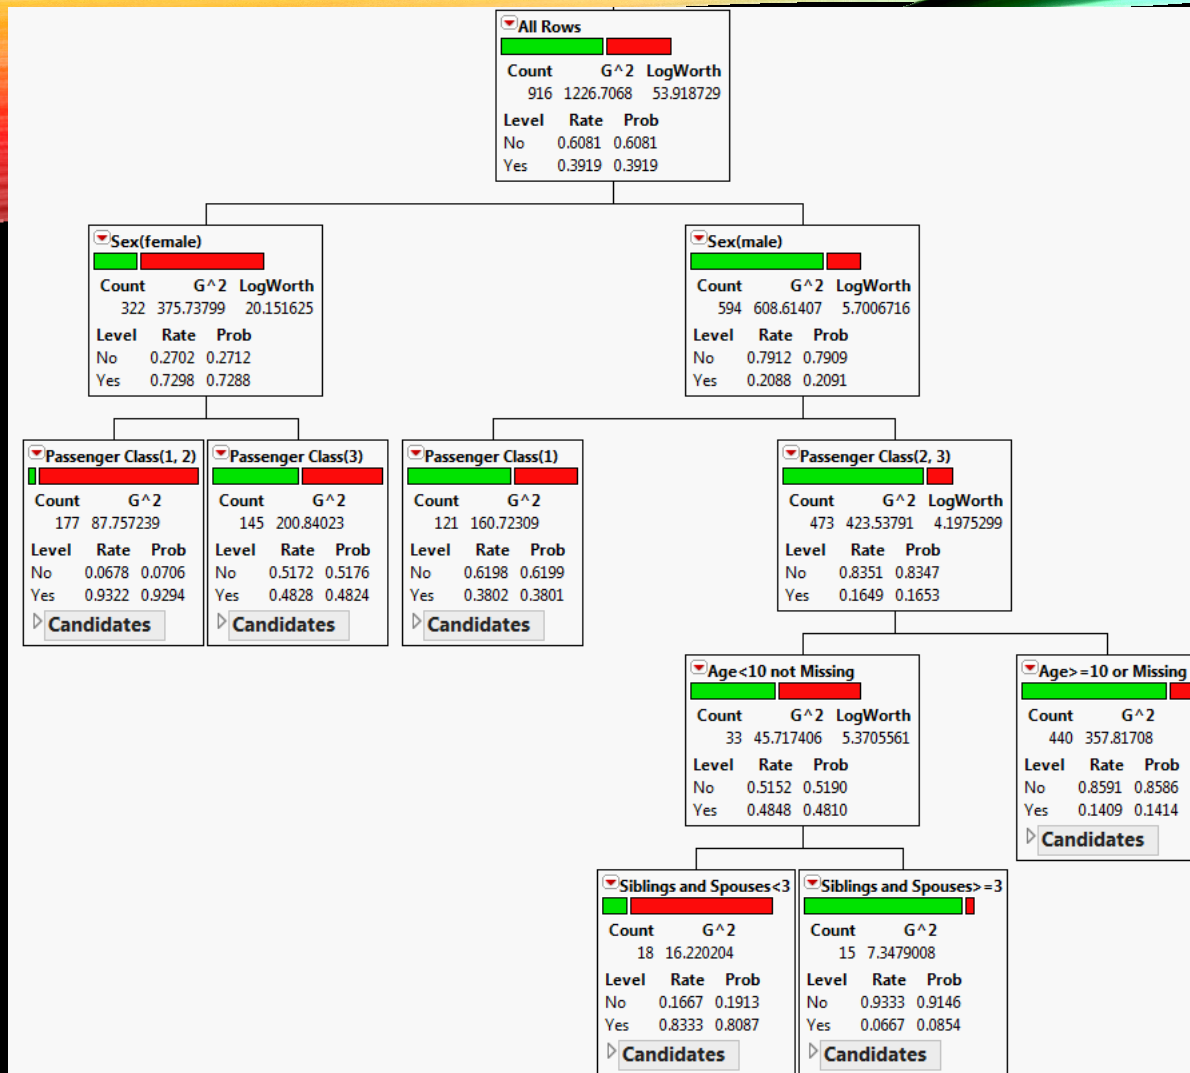 All Rows
Count G^2 LogWorth
916 1226.7068 53.918729
Level Rate Prob
No 0.6081 0.6081
Yes 0.3919 0.3919
Sex(female)
Count G^2 LogWorth
322 375.73799 20.151625
Level Rate Prob
No 0.2702 0.2712
Yes 0.7298 0.7288
Sex(male)
Count G^2 LogWorth
594 608.61407 5.7006716
Level Rate Prob
No 0.7912 0.7909
Yes 0.2088 0.2091
Passenger Class(1, 2)
Count G^2
177 87.757239
Level Rate Prob
No 0.0678 0.0706
Yes 0.9322 0.9294
Candidates
Passenger Class(3)
Count G^2
145 200.84023
Level Rate Prob
No 0.5172 0.5176
Yes 0.4828 0.4824
Candidates
Passenger Class(1)
Count G^2
121 160.72309
Level Rate Prob
No 0.6198 0.6199
Yes 0.3802 0.3801
Candidates
Passenger Class(2, 3)
Count G^2 LogWorth
473 423.53791 4.1975299
Level Rate Prob
No 0.8351 0.8347
Yes 0.1649 0.1653
Age<10 not Missing
Count G^2 LogWorth
33 45.717406 5.3705561
Level Rate Prob
No 0.5152 0.5190
Yes 0.4848 0.4810
Age>=10 or Missing
Count G^2
440 357.81708
Level Rate Prob
No 0.8591 0.8586
Yes 0.1409 0.1414
Candidates
Siblings and Spouses<3
Count G^2
18 16.220204
Level Rate Prob
No 0.1667 0.1913
Yes 0.8333 0.8087
Candidates
Siblings and Spouses>=3
Count G^2
15 7.3479008
Level Rate Prob
No 0.9333 0.9146
Yes 0.0667 0.0854
Candidates